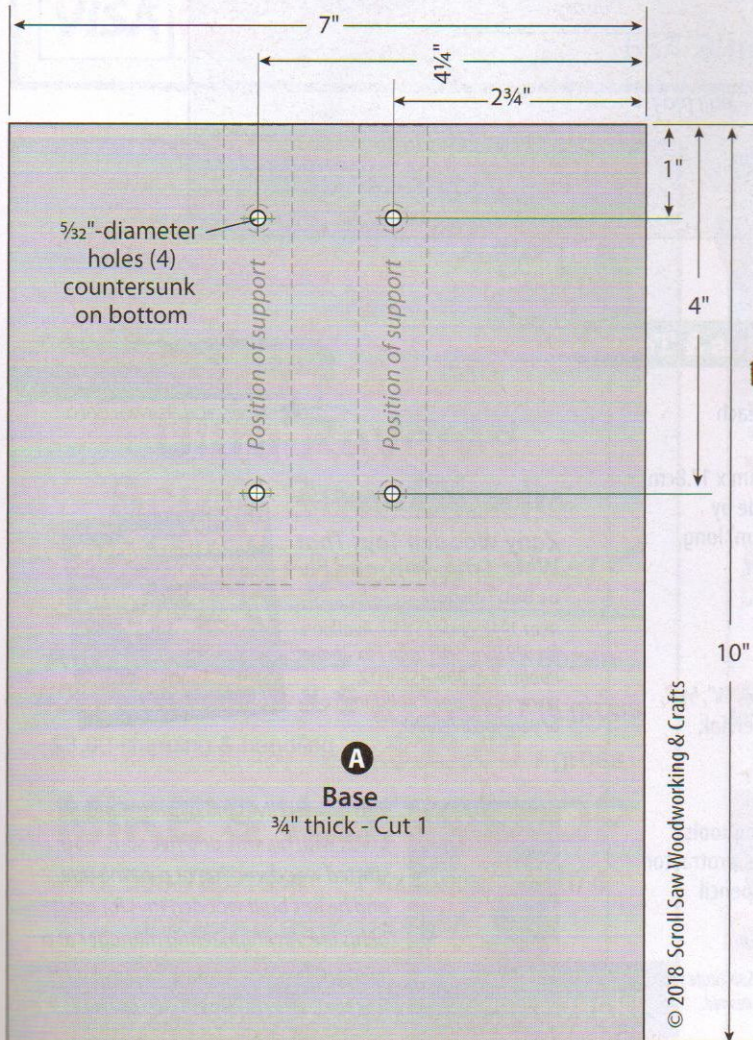 7"
4¼"
2¾"
1"
5⁄32"-diameter
holes (4)
countersunk
on bottom
Position of support
Position of support
4"
10"
A
Base
¾" thick - Cut 1
© 2018 Scroll Saw Woodworking & Crafts